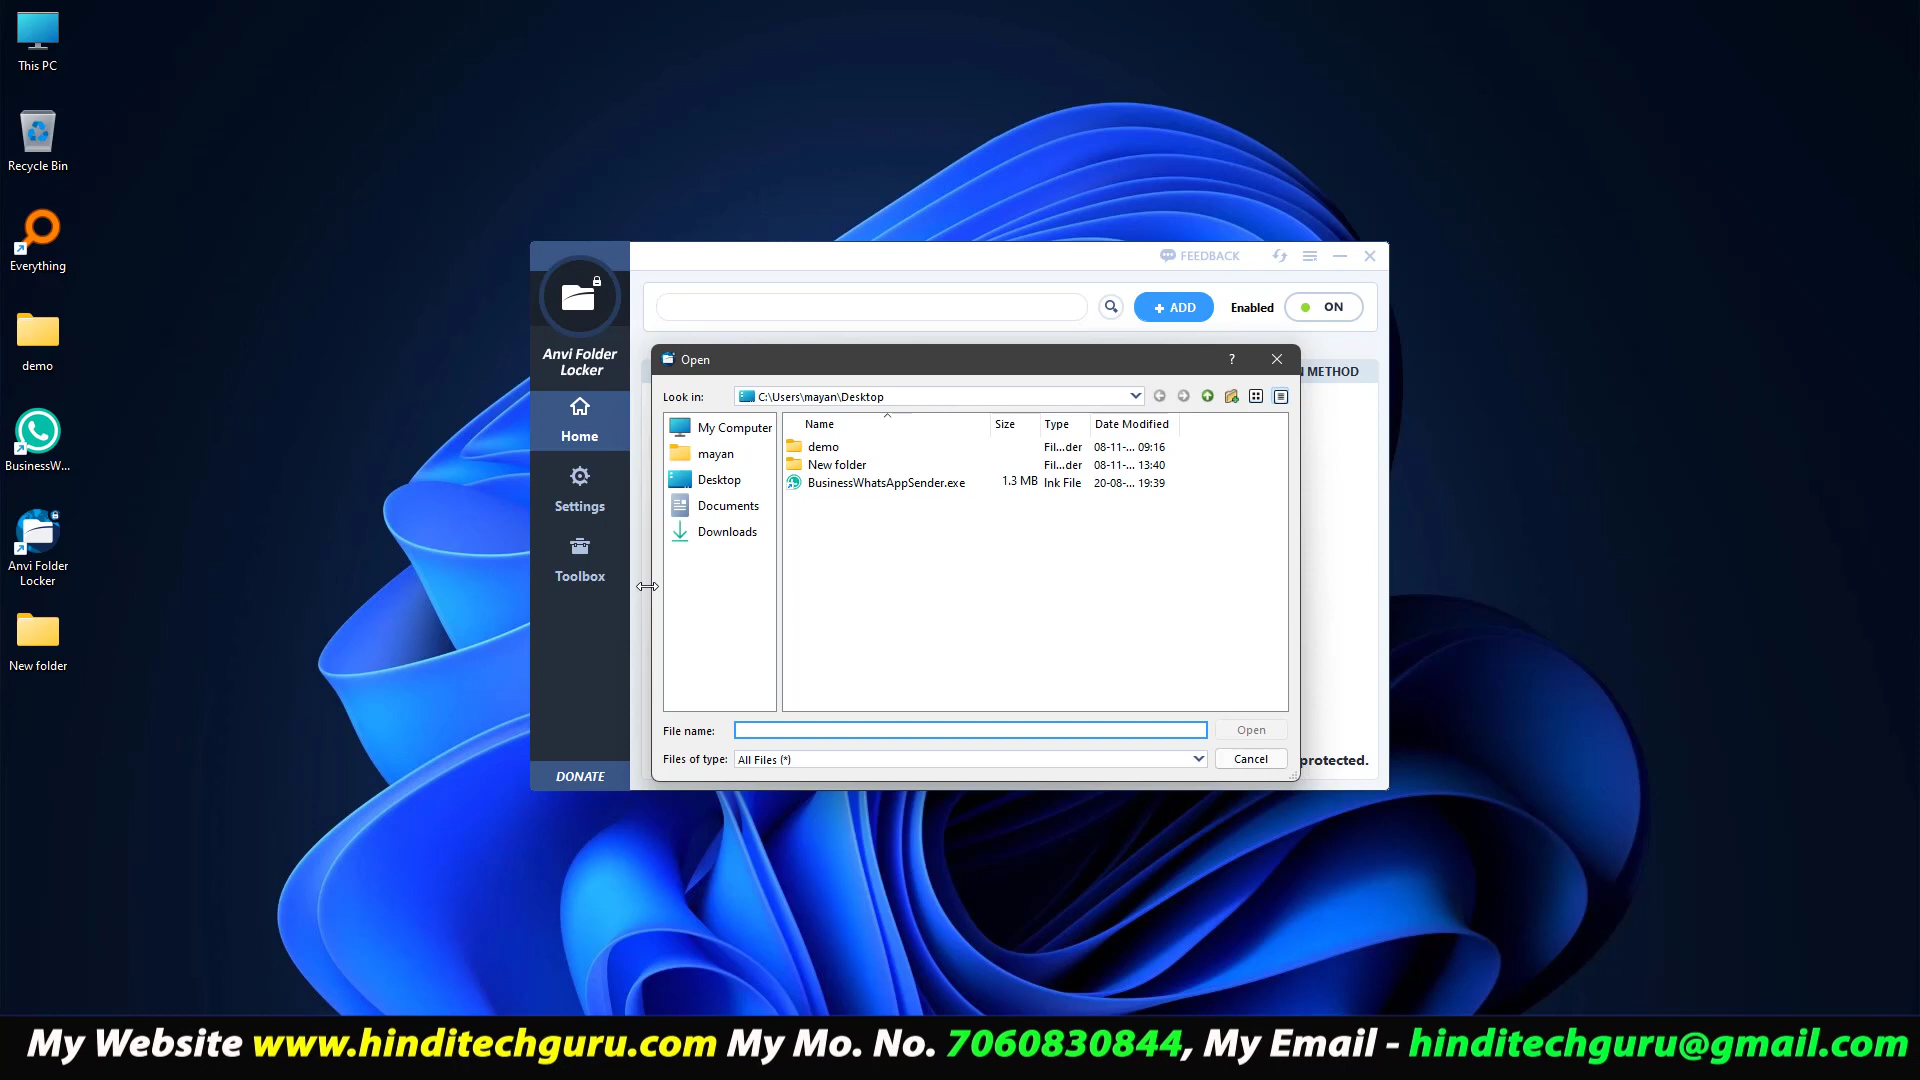 This PC
Recycle Bin
Everything
demo
BusinessW...
Anvi Folder
Locker
New folder
FEEDBACK
+ ADD
Enabled
ON
Anvi Folder
Locker
Home
Settings
Toolbox
DONATE
METHOD
protected.
Open
?
Look in:
C:\Users\mayan\Desktop
My Computer
mayan
Desktop
Documents
Downloads
Name Size Type Date Modified
demo Fil...der 08-11-... 09:16
New folder Fil...der 08-11-... 13:40
BusinessWhatsAppSender.exe 1.3 MB lnk File 20-08-... 19:39
File name:
Open
Files of type:
All Files (*)
Cancel
My Website www.hinditechguru.com My Mo. No. 7060830844, My Email - hinditechguru@gmail.com